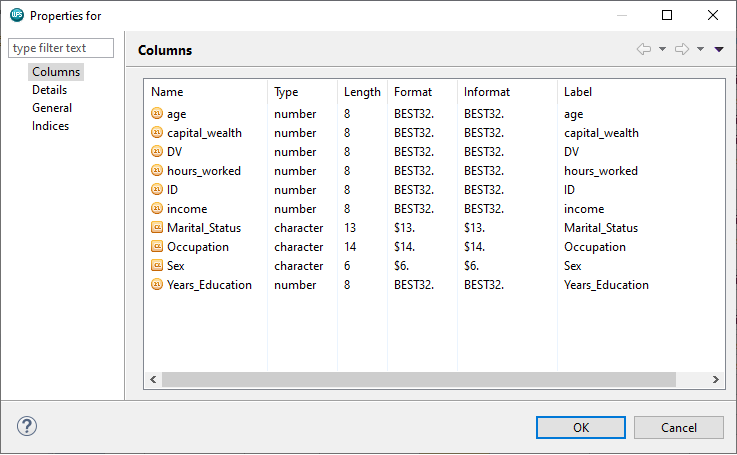 WPS
Properties for
type filter text
Columns
Details
General
Indices
Columns
Name Type Length Format Informat Label
age number 8 BEST32. BEST32. age
capital_wealth number 8 BEST32. BEST32. capital_wealth
DV number 8 BEST32. BEST32. DV
hours_worked number 8 BEST32. BEST32. hours_worked
ID number 8 BEST32. BEST32. ID
income number 8 BEST32. BEST32. income
Marital_Status character 13 $13. $13. Marital_Status
Occupation character 14 $14. $14. Occupation
Sex character 6 $6. $6. Sex
Years_Education number 8 BEST32. BEST32. Years_Education
? OK Cancel